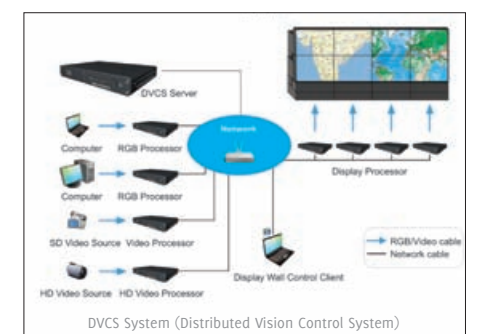 DVCS Server
Network
Computer RGB Processor
Display Processor
Computer RGB Processor
SD Video Source Video Processor
RGB/Video cable
Network cable
Display Wall Control Client
HD Video Source HD Video Processor
DVCS System (Distributed Vision Control System)